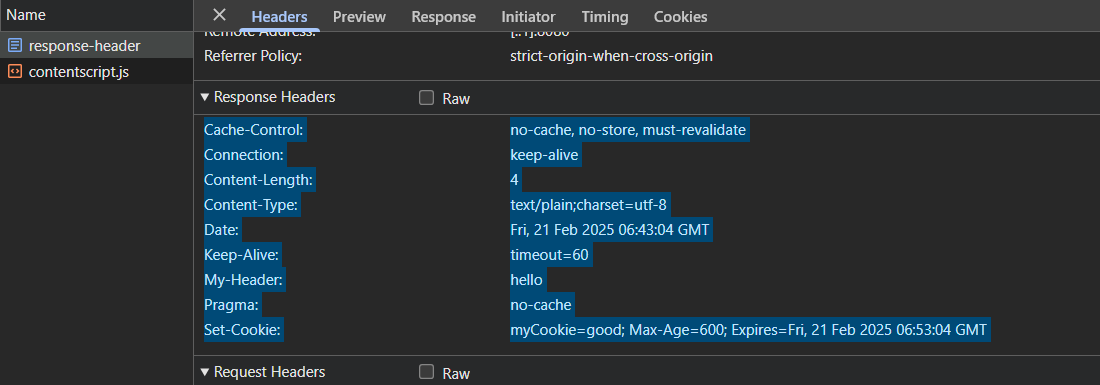 Name
Headers Preview Response Initiator Timing Cookies
response-header
contentscript.js
Remote Address: [::1]:8080
Referrer Policy: strict-origin-when-cross-origin
Response Headers Raw
Cache-Control: no-cache, no-store, must-revalidate
Connection: keep-alive
Content-Length: 4
Content-Type: text/plain;charset=utf-8
Date: Fri, 21 Feb 2025 06:43:04 GMT
Keep-Alive: timeout=60
My-Header: hello
Pragma: no-cache
Set-Cookie: myCookie=good; Max-Age=600; Expires=Fri, 21 Feb 2025 06:53:04 GMT
Request Headers Raw